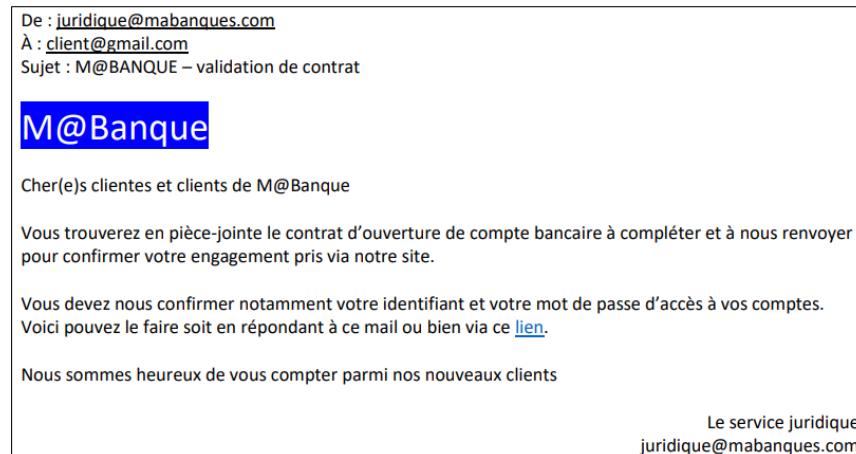 De : juridique@mabanques.com
À : client@gmail.com
Sujet : M@BANQUE – validation de contrat
M@Banque
Cher(e)s clientes et clients de M@Banque
Vous trouverez en pièce-jointe le contrat d’ouverture de compte bancaire à compléter et à nous renvoyer
pour confirmer votre engagement pris via notre site.
Vous devez nous confirmer notamment votre identifiant et votre mot de passe d’accès à vos comptes.
Voici pouvez le faire soit en répondant à ce mail ou bien via ce lien.
Nous sommes heureux de vous compter parmi nos nouveaux clients
Le service juridique
juridique@mabanques.com